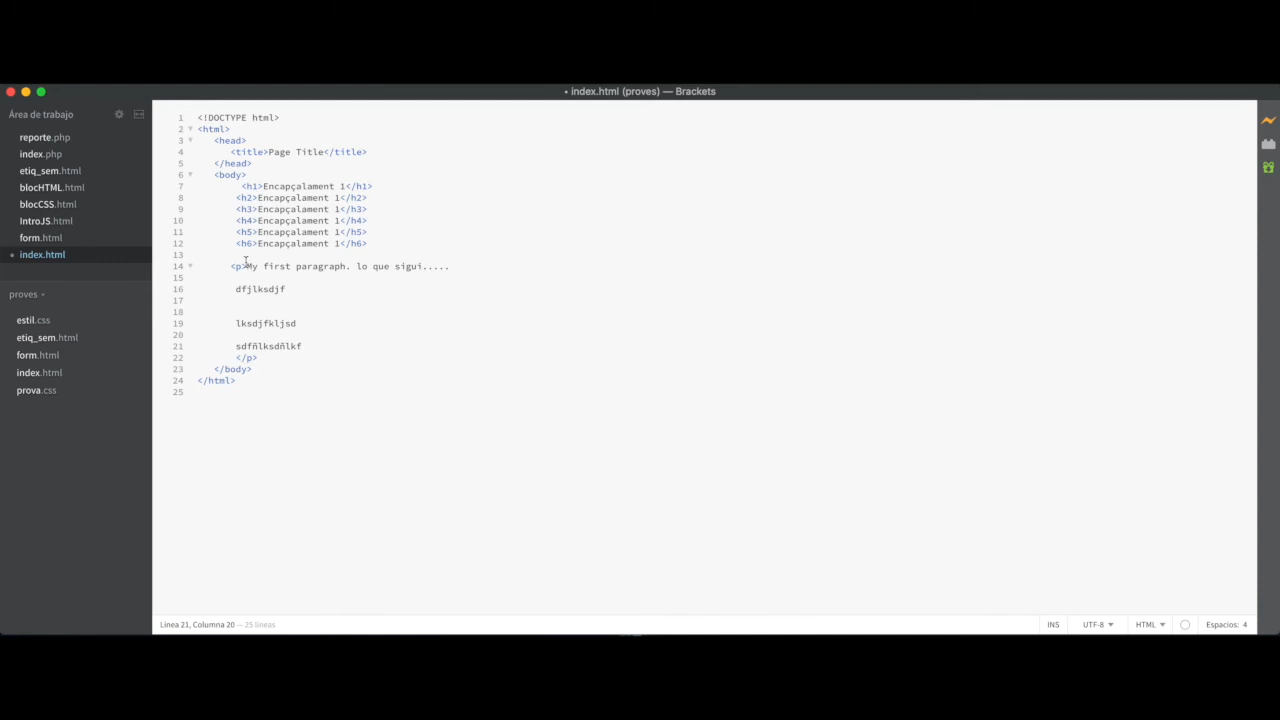 • index.html (proves) — Brackets
Área de trabajo
reporte.php
index.php
etiq_sem.html
blocHTML.html
blocCSS.html
IntroJS.html
form.html
index.html
proves
estil.css
etiq_sem.html
form.html
index.html
prova.css
1 <!DOCTYPE html>
2 <html>
3 <head>
4 <title>Page Title</title>
5 </head>
6 <body>
7 <h1>Encapçalament 1</h1>
8 <h2>Encapçalament 1</h2>
9 <h3>Encapçalament 1</h3>
10 <h4>Encapçalament 1</h4>
11 <h5>Encapçalament 1</h5>
12 <h6>Encapçalament 1</h6>
13
14 <p>My first paragraph. lo que sigui.....
15
16 dfjlksdjf
17
18
19 lksdjfkljsd
20
21 sdfñlksdñlkf
22 </p>
23 </body>
24 </html>
25
Línea 21, Columna 20 — 25 líneas
INS UTF-8 HTML Espacios: 4